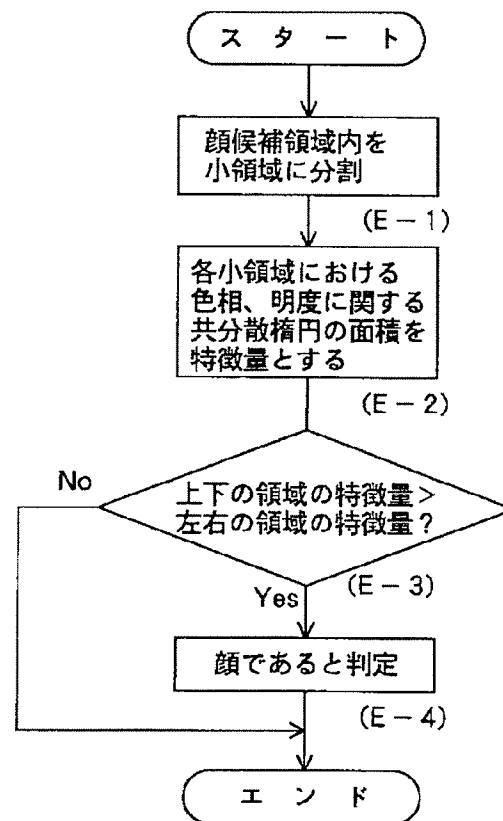 スタート
顔候補領域内を
小領域に分割
(E－1)
各小領域における
色相、明度に関する
共分散楕円の面積を
特徴量とする
(E－2)
No
上下の領域の特徴量＞
左右の領域の特徴量？
(E－3)
Yes
顔であると判定
(E－4)
エンド